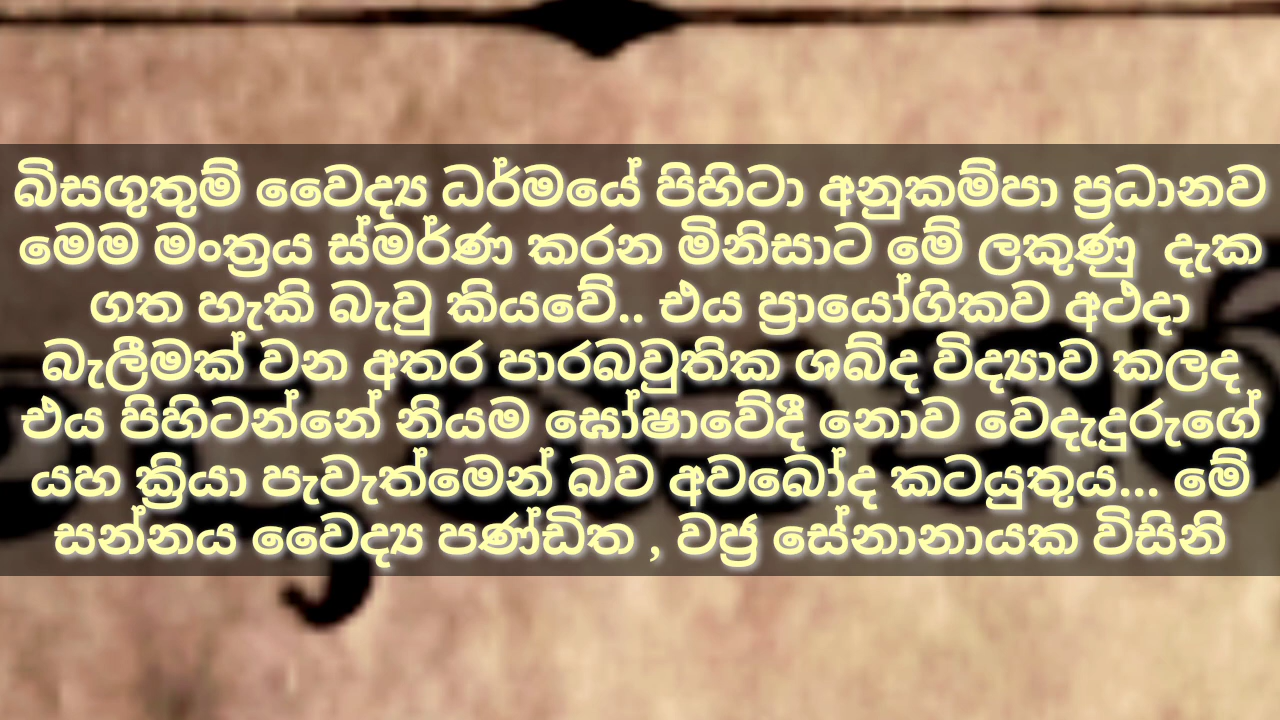 බිසගුතුම් වෛද්‍ය ධර්මයේ පිහිටා අනුකම්පා ප්‍රධානව
මෙම මංත්‍රය ස්මර්ණ කරන මිනිසාට මේ ලකුණු  දැක
ගත හැකි බැවු කියවේ.. එය ප්‍රායෝගිකව අත්දා
බැලීමක් වන අතර පාරබවුතික ශබ්ද විද්‍යාව කලද
එය පිහිටන්නේ නියම ඝෝෂාවේදී නොව වෙදැදුරුගේ
යහ ක්‍රියා පැවැත්මෙන් බව අවබෝද කටයුතුය... මේ
සන්නය වෛද්‍ය පණ්ඩිත , වජ්‍ර සේනානායක විසිනි